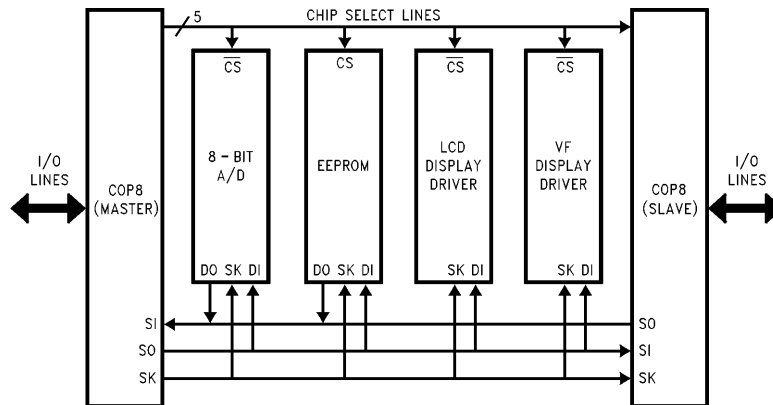 5
CHIP SELECT LINES
CS
CS
CS
CS
I/O
LINES
COP8
(MASTER)
8 - BIT
A/D
EEPROM
LCD
DISPLAY
DRIVER
VF
DISPLAY
DRIVER
COP8
(SLAVE)
I/O
LINES
DO SK DI
DO SK DI
SK DI
SK DI
SI
SO
SO
SI
SK
SK